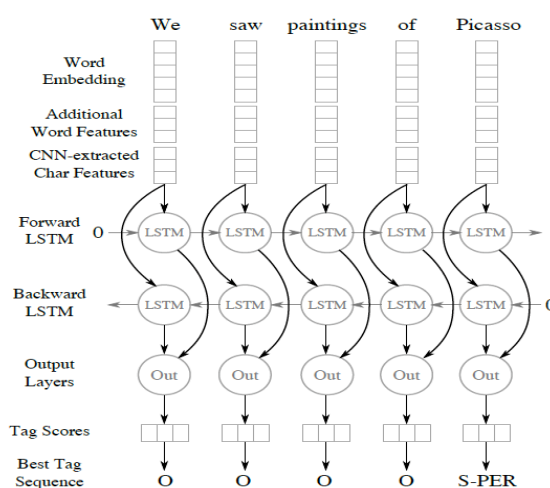 We saw paintings of Picasso
Word
Embedding
Additional
Word Features
CNN-extracted
Char Features
Forward
LSTM
0 LSTM LSTM LSTM LSTM LSTM
Backward
LSTM
LSTM LSTM LSTM LSTM LSTM 0
Output
Layers
Out Out Out Out Out
Tag Scores
Best Tag
Sequence
O O O O S-PER